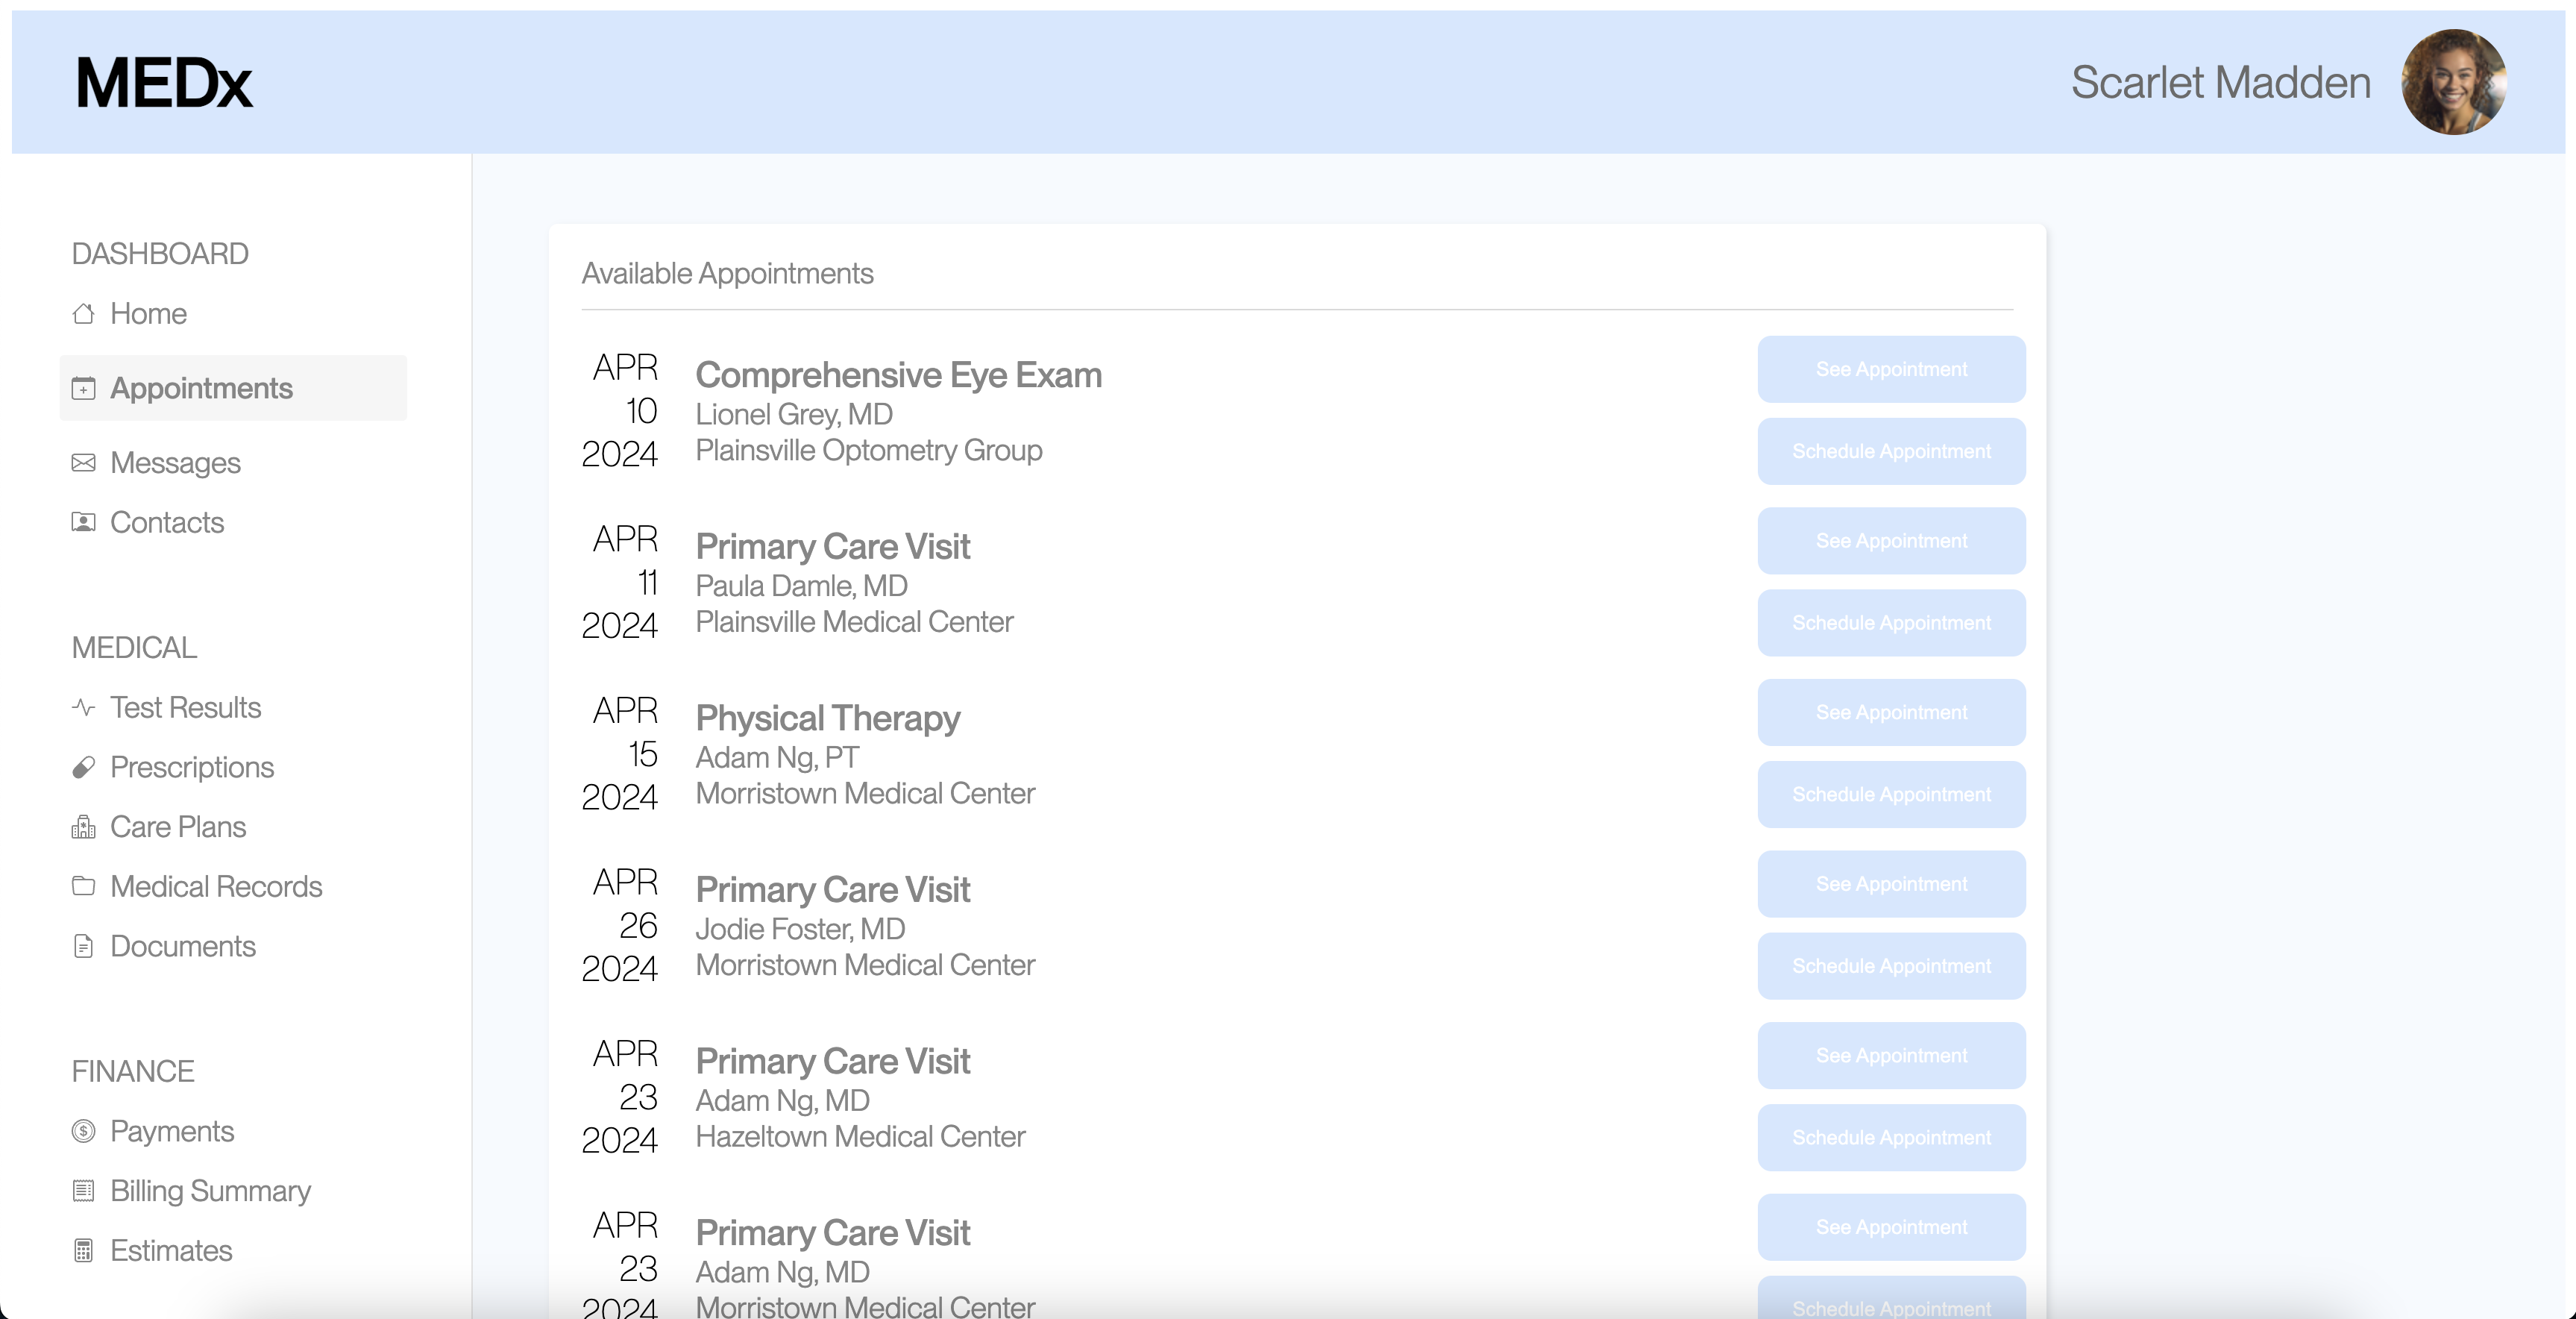 MEDx
Scarlet Madden
DASHBOARD
Home
Appointments
Messages
Contacts
MEDICAL
Test Results
Prescriptions
Care Plans
Medical Records
Documents
FINANCE
Payments
Billing Summary
Estimates
Available Appointments
APR
10
2024
Comprehensive Eye Exam
Lionel Grey, MD
Plainsville Optometry Group
See Appointment
Schedule Appointment
APR
11
2024
Primary Care Visit
Paula Damle, MD
Plainsville Medical Center
See Appointment
Schedule Appointment
APR
15
2024
Physical Therapy
Adam Ng, PT
Morristown Medical Center
See Appointment
Schedule Appointment
APR
26
2024
Primary Care Visit
Jodie Foster, MD
Morristown Medical Center
See Appointment
Schedule Appointment
APR
23
2024
Primary Care Visit
Adam Ng, MD
Hazeltown Medical Center
See Appointment
Schedule Appointment
APR
23
2024
Primary Care Visit
Adam Ng, MD
Morristown Medical Center
See Appointment
Schedule Appointment